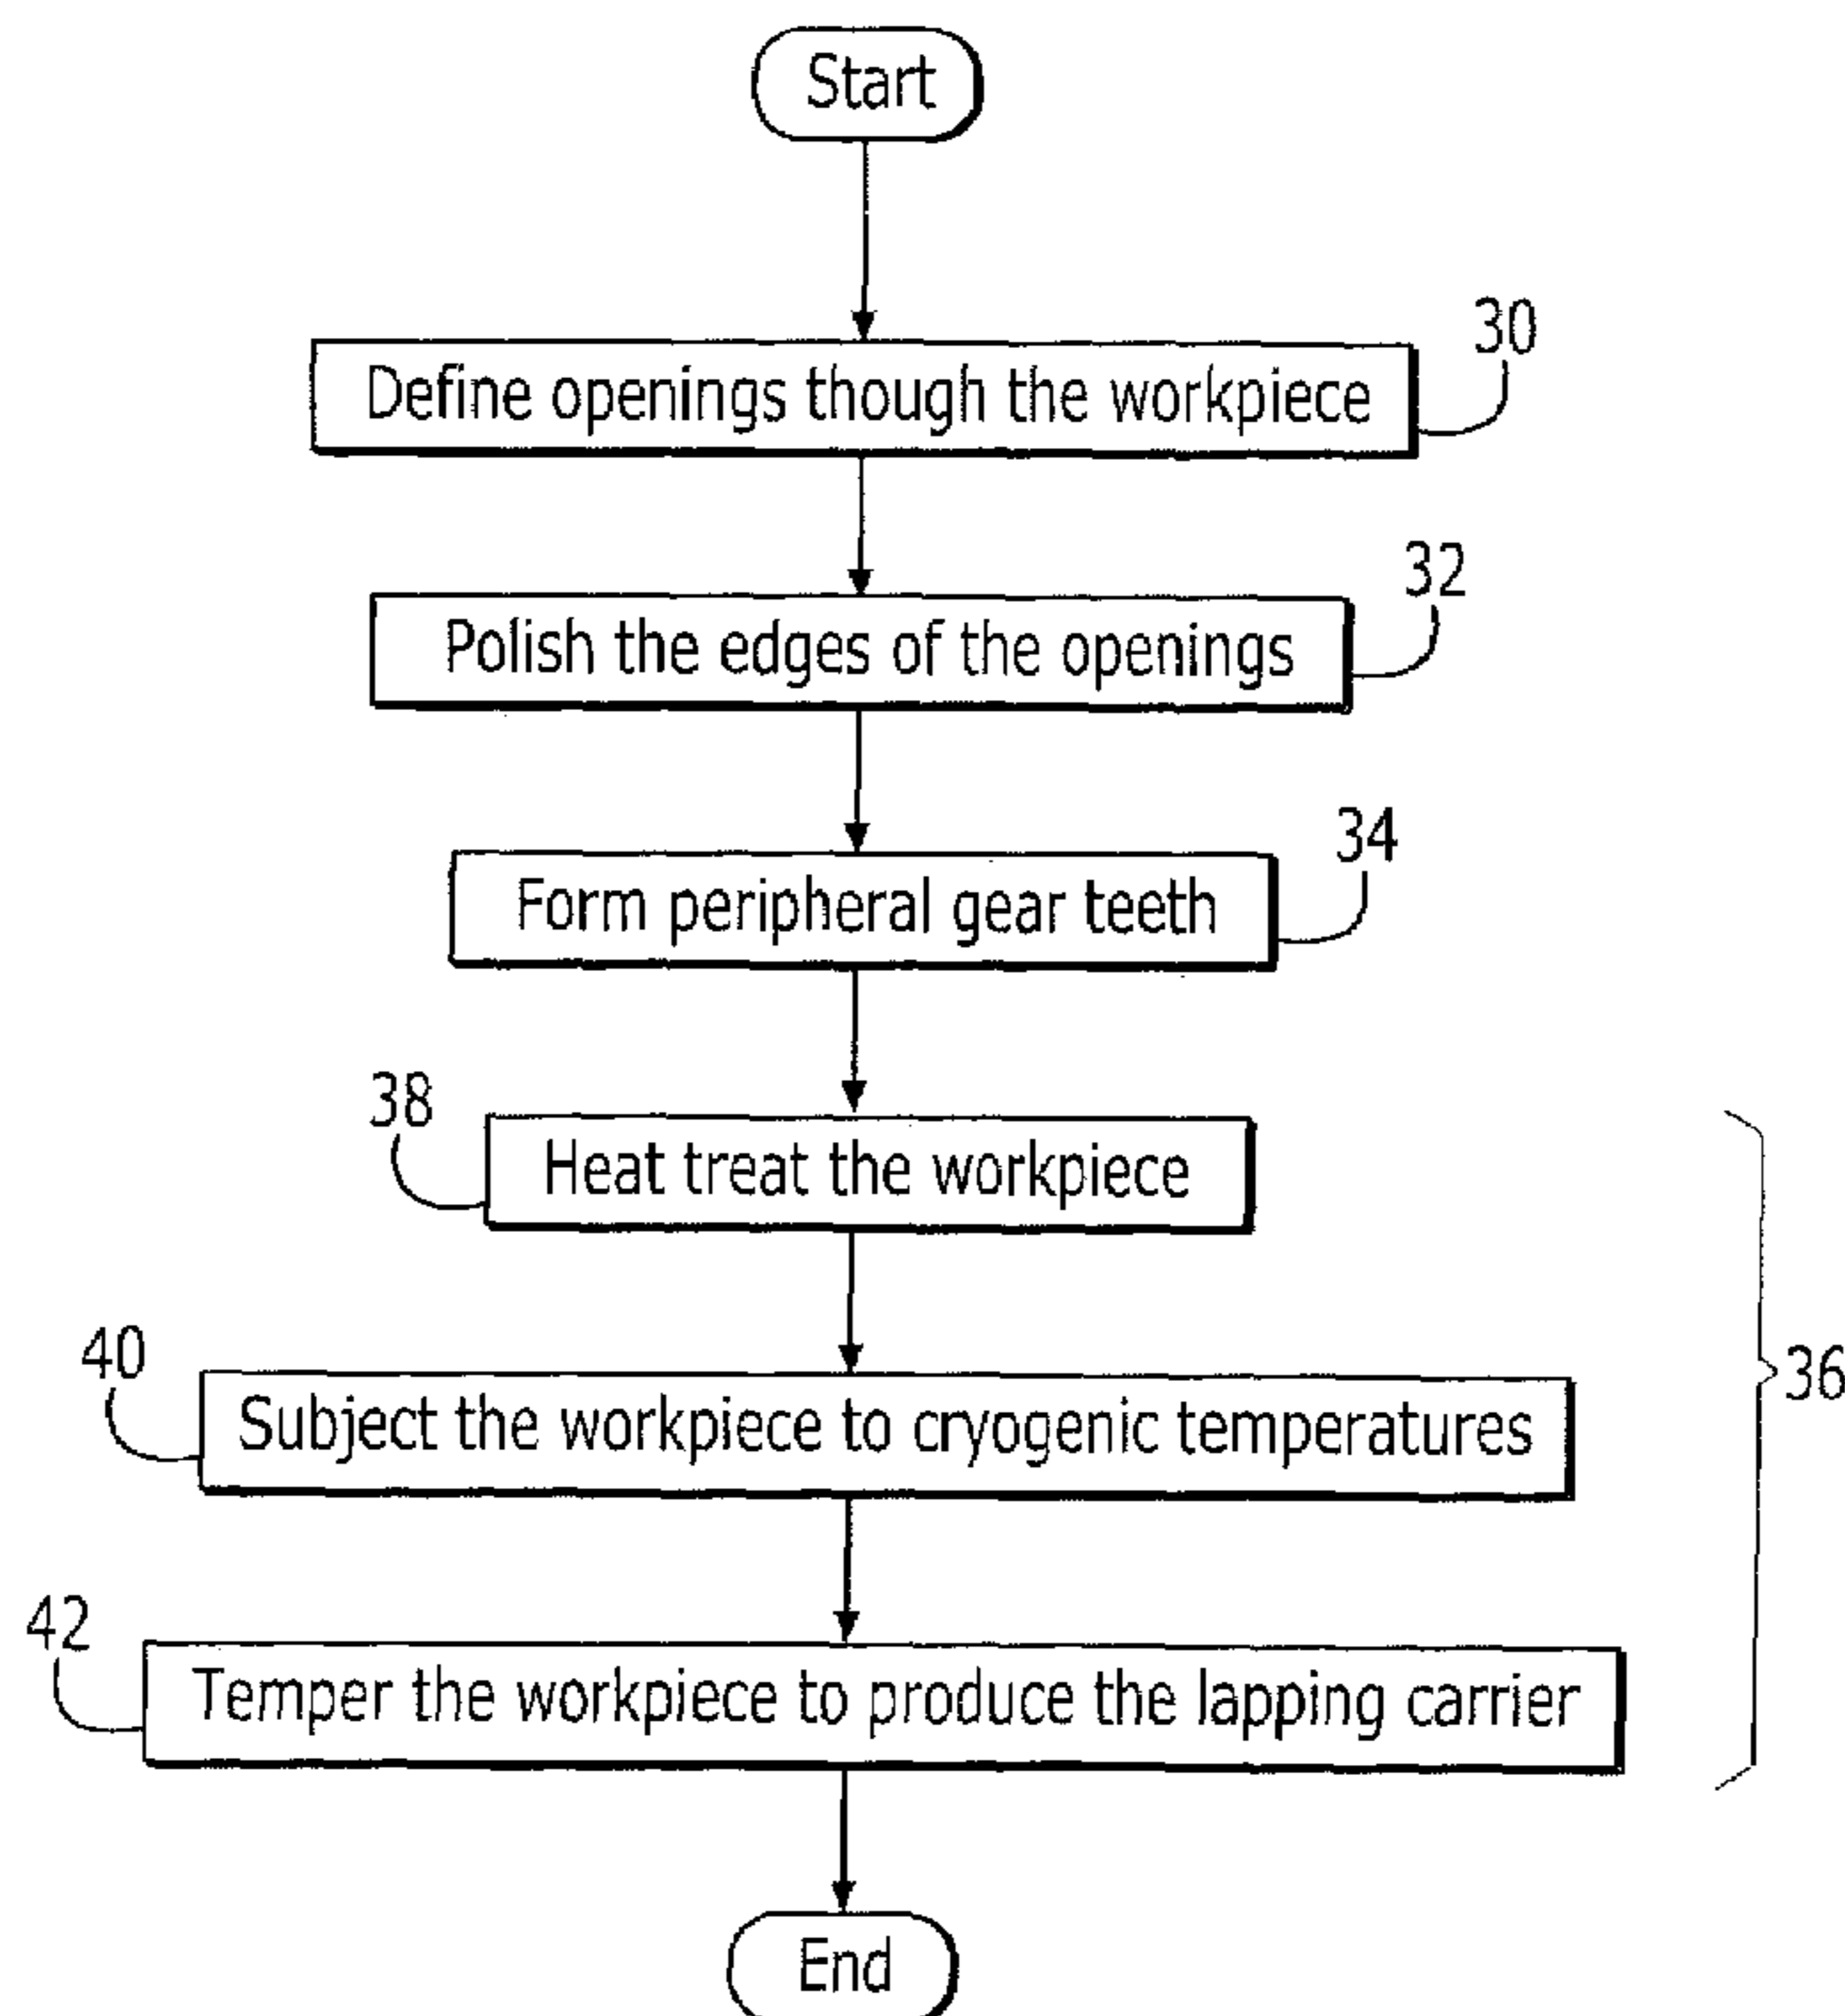 Start
30
Define openings though the workpiece
32
Polish the edges of the openings
34
Form peripheral gear teeth
38
Heat treat the workpiece
40
Subject the workpiece to cryogenic temperatures
36
42
Temper the workpiece to produce the lapping carrier
End